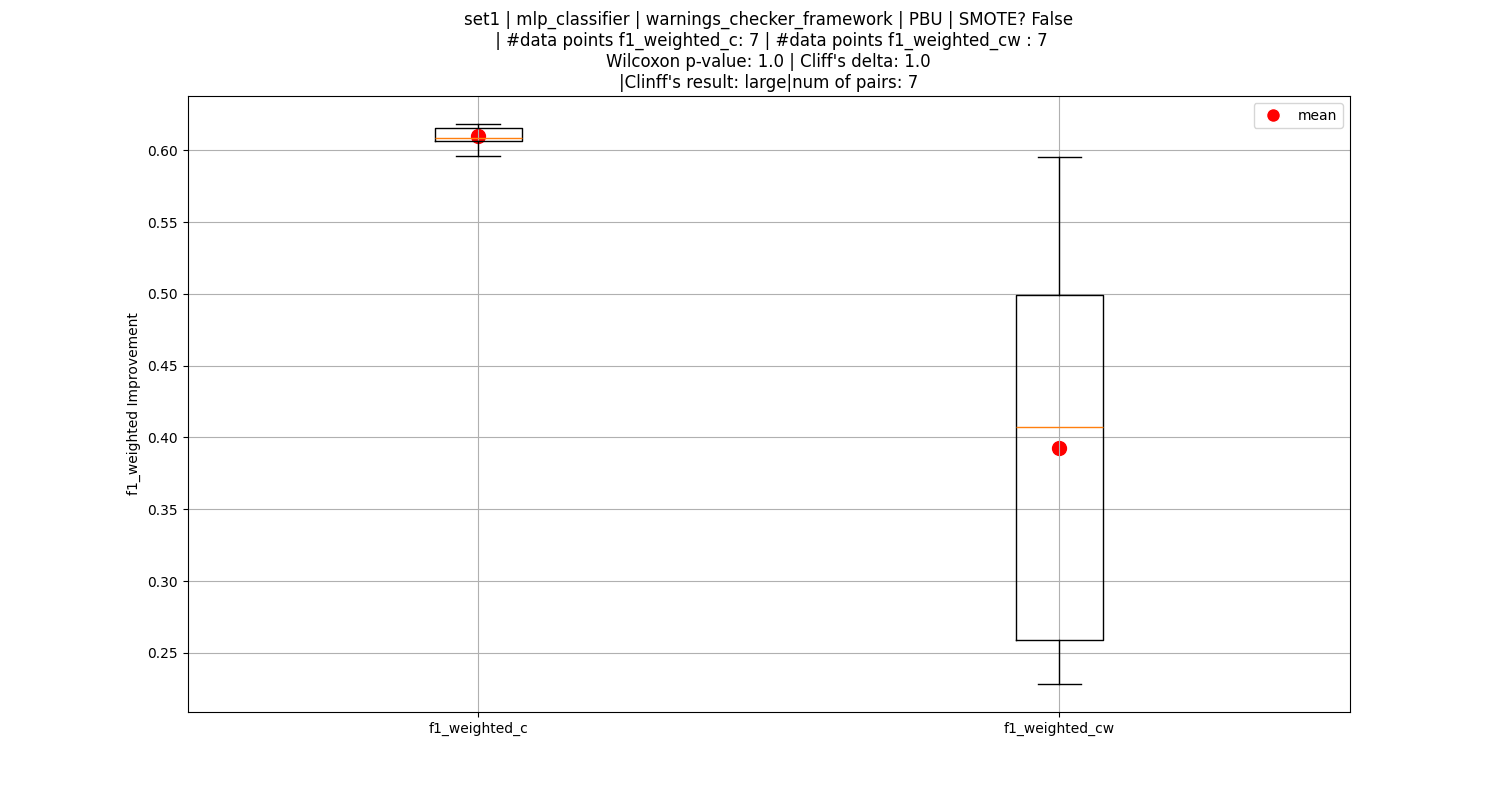 set1 | mlp_classifier | warnings_checker_framework | PBU | SMOTE? False
| #data points f1_weighted_c: 7 | #data points f1_weighted_cw : 7
Wilcoxon p-value: 1.0 | Cliff's delta: 1.0
|Clinff's result: large|num of pairs: 7
mean
0.60
0.55
0.50
0.45
0.40
0.35
0.30
0.25
f1_weighted Improvement
f1_weighted_c
f1_weighted_cw